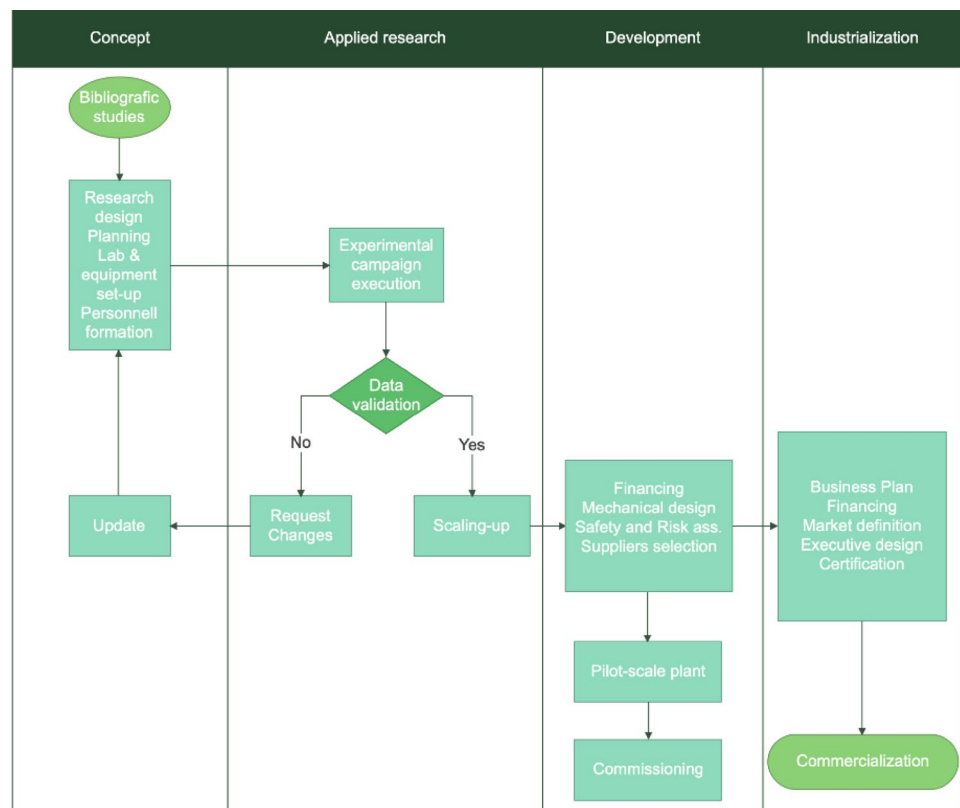 Concept
Applied research
Development
Industrialization
Bibliografic
studies
Research
design
Planning
Lab &
equipment
set-up
Personnell
formation
Experimental
campaign
execution
Data
validation
No
Yes
Update
Request
Changes
Scaling-up
Financing
Mechanical design
Safety and Risk ass.
Suppliers selection
Business Plan
Financing
Market definition
Executive design
Certification
Pilot-scale plant
Commissioning
Commercialization